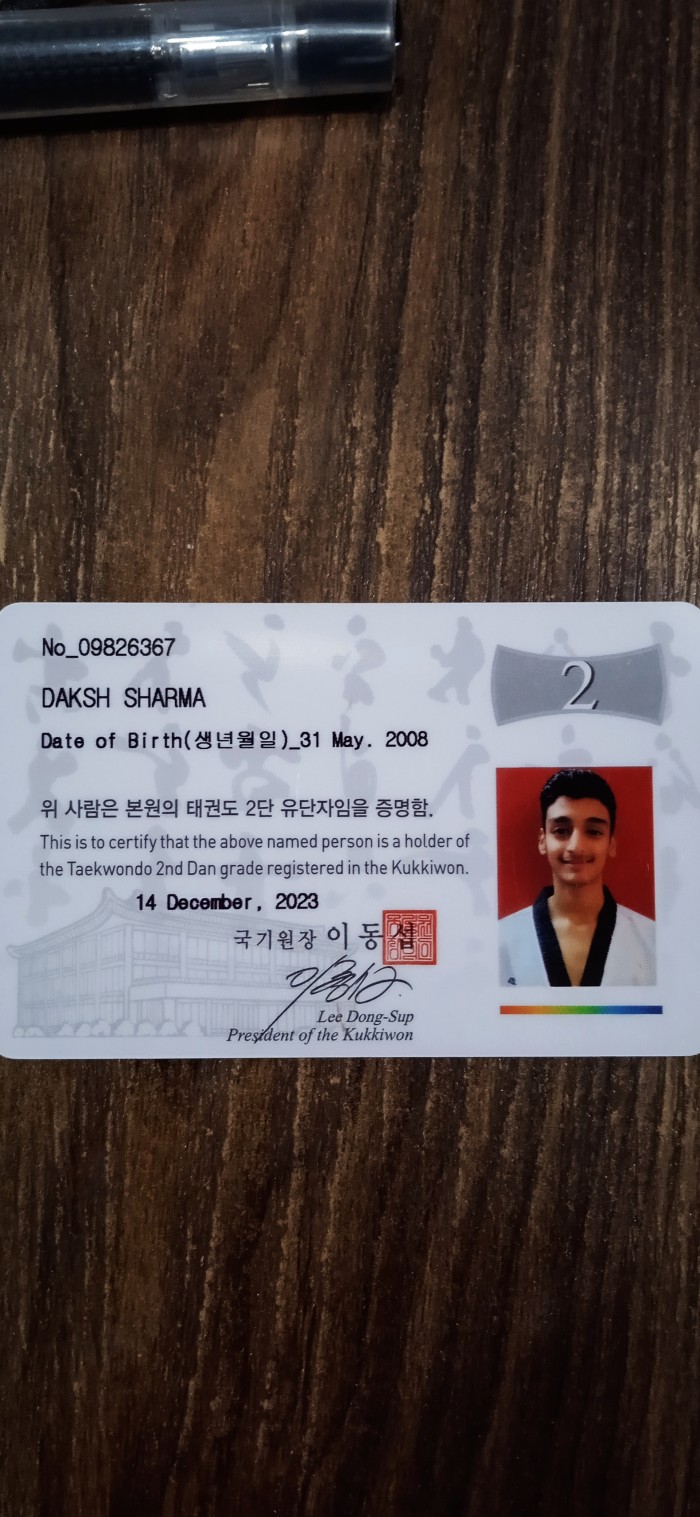 No_09826367
2
DAKSH SHARMA
Date of Birth(생년월일)_31 May. 2008
위 사람은 본원의 태권도 2단 유단자임을 증명함.
This is to certify that the above named person is a holder of
the Taekwondo 2nd Dan grade registered in the Kukkiwon.
14 December, 2023
국기원장 이동섭
Lee Dong-Sup
President of the Kukkiwon